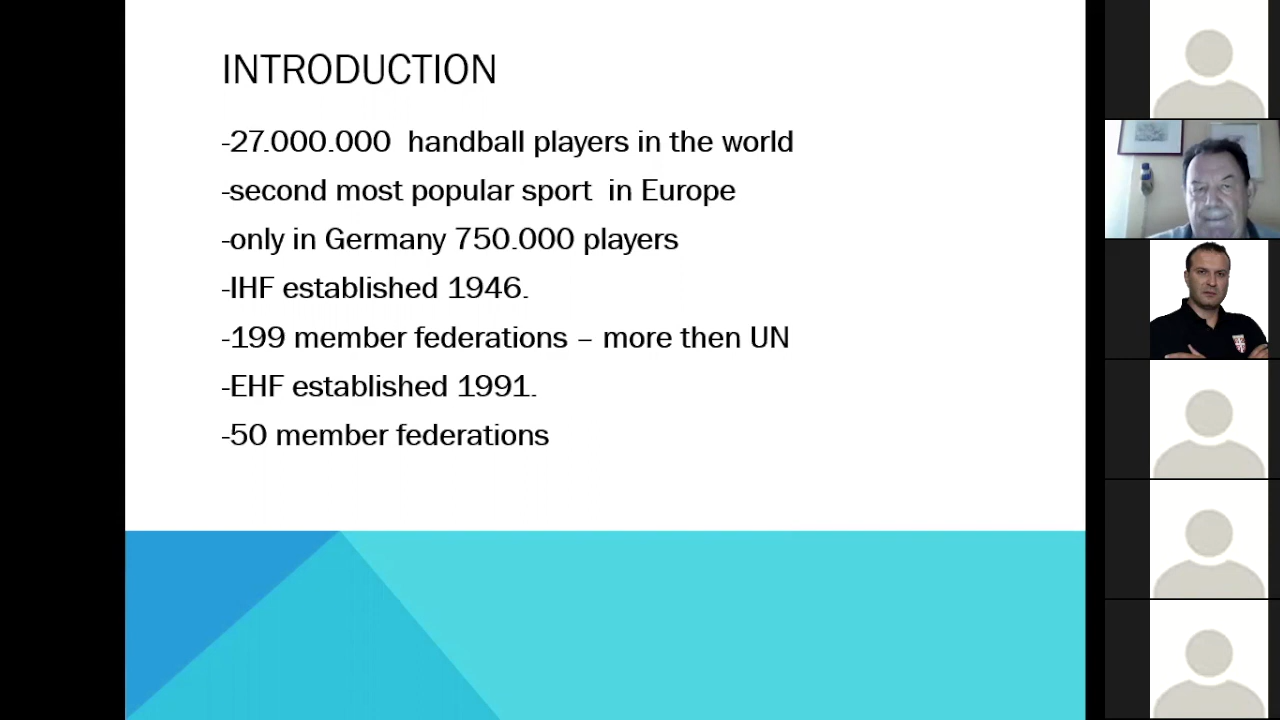 INTRODUCTION
-27.000.000 handball players in the world
-second most popular sport in Europe
-only in Germany 750.000 players
-IHF established 1946.
-199 member federations – more then UN
-EHF established 1991.
-50 member federations